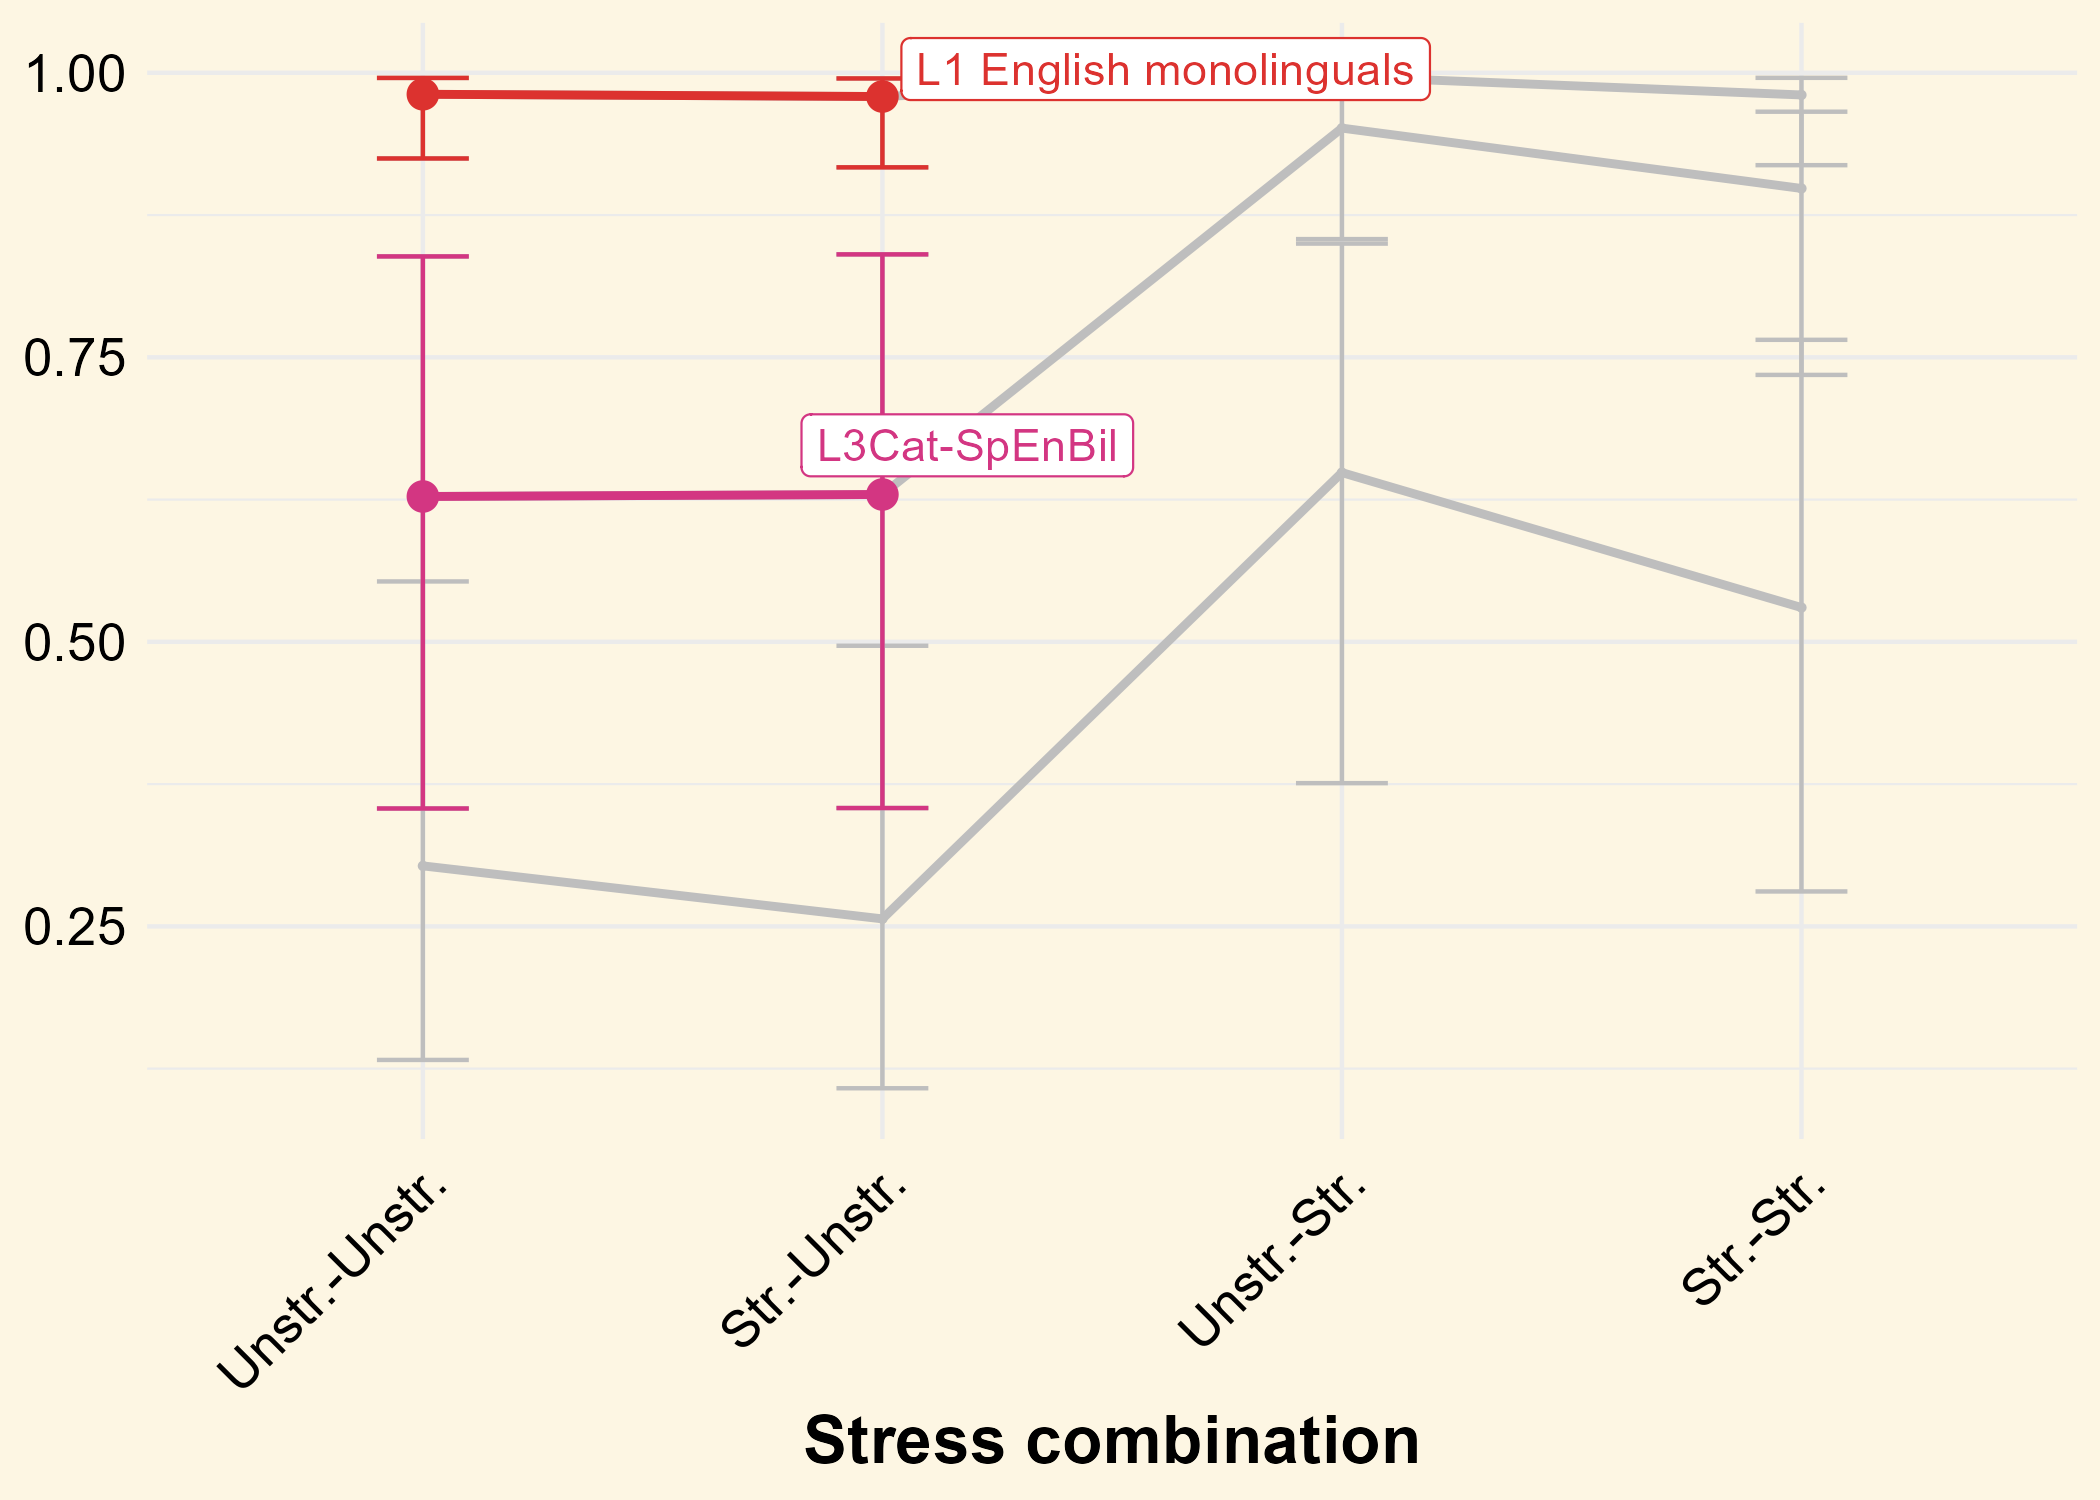 1.00
0.75
0.50
0.25
L1 English monolinguals
L3Cat-SpEnBil
Unstr.-Unstr.
Str.-Unstr.
Unstr.-Str.
Str.-Str.
Stress combination